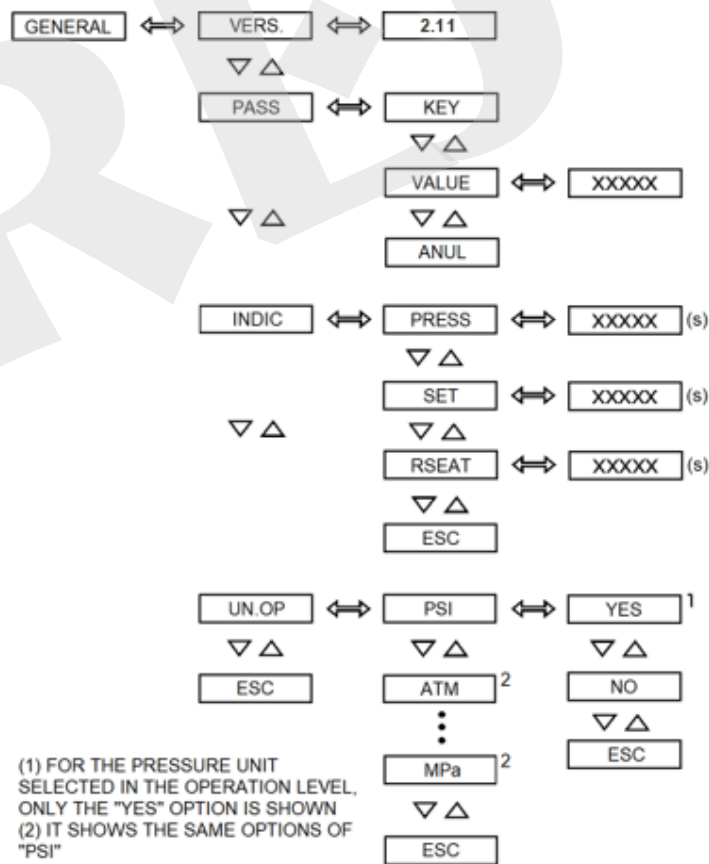 GENERAL VERS. 2.11
PASS KEY
VALUE XXXXX
ANUL
INDIC PRESS XXXXX (s)
SET XXXXX (s)
RSEAT XXXXX (s)
ESC
UN.OP PSI YES 1
ESC ATM 2 NO
MPa 2 ESC
ESC
(1) FOR THE PRESSURE UNIT
SELECTED IN THE OPERATION LEVEL,
ONLY THE "YES" OPTION IS SHOWN
(2) IT SHOWS THE SAME OPTIONS OF
"PSI"